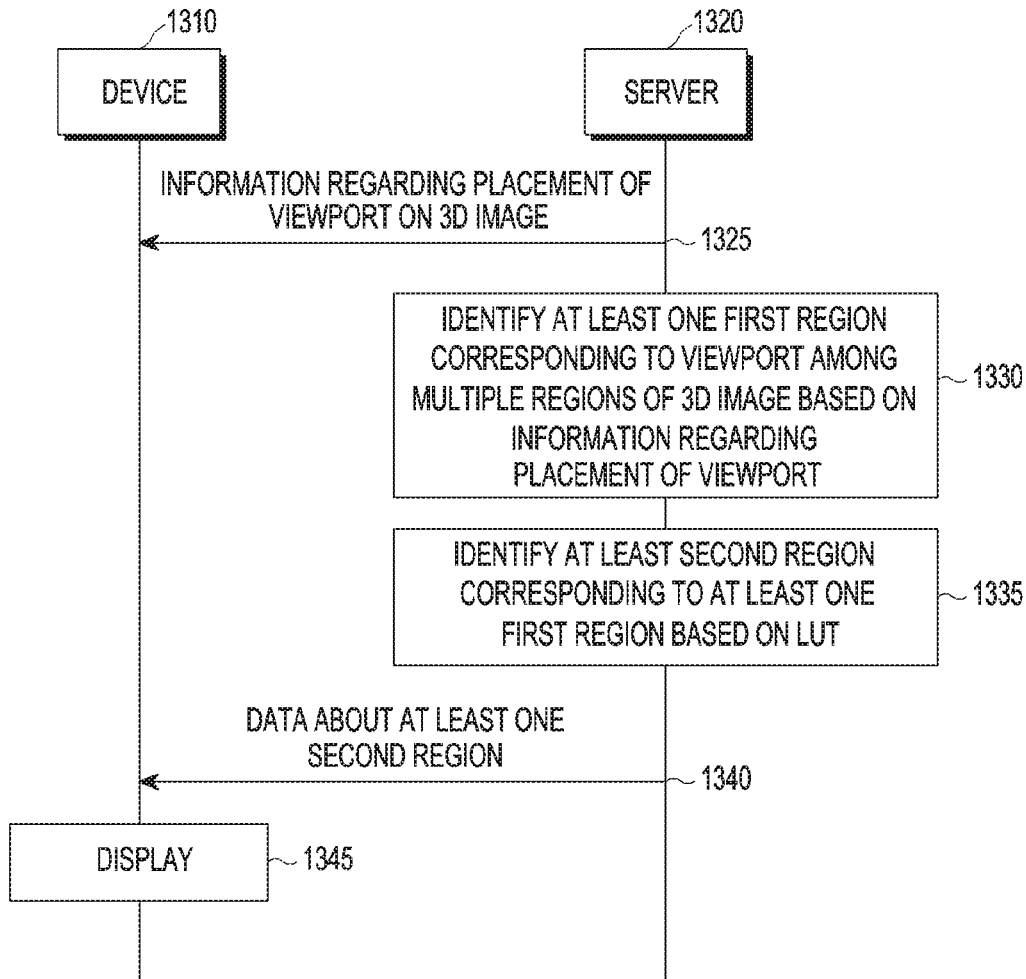 1310
1320
DEVICE
SERVER
INFORMATION REGARDING PLACEMENT OF
VIEWPORT ON 3D IMAGE
1325
IDENTIFY AT LEAST ONE FIRST REGION
CORRESPONDING TO VIEWPORT AMONG
MULTIPLE REGIONS OF 3D IMAGE BASED ON
INFORMATION REGARDING
PLACEMENT OF VIEWPORT
1330
IDENTIFY AT LEAST SECOND REGION
CORRESPONDING TO AT LEAST ONE
FIRST REGION BASED ON LUT
1335
DATA ABOUT AT LEAST ONE
SECOND REGION
1340
DISPLAY
1345